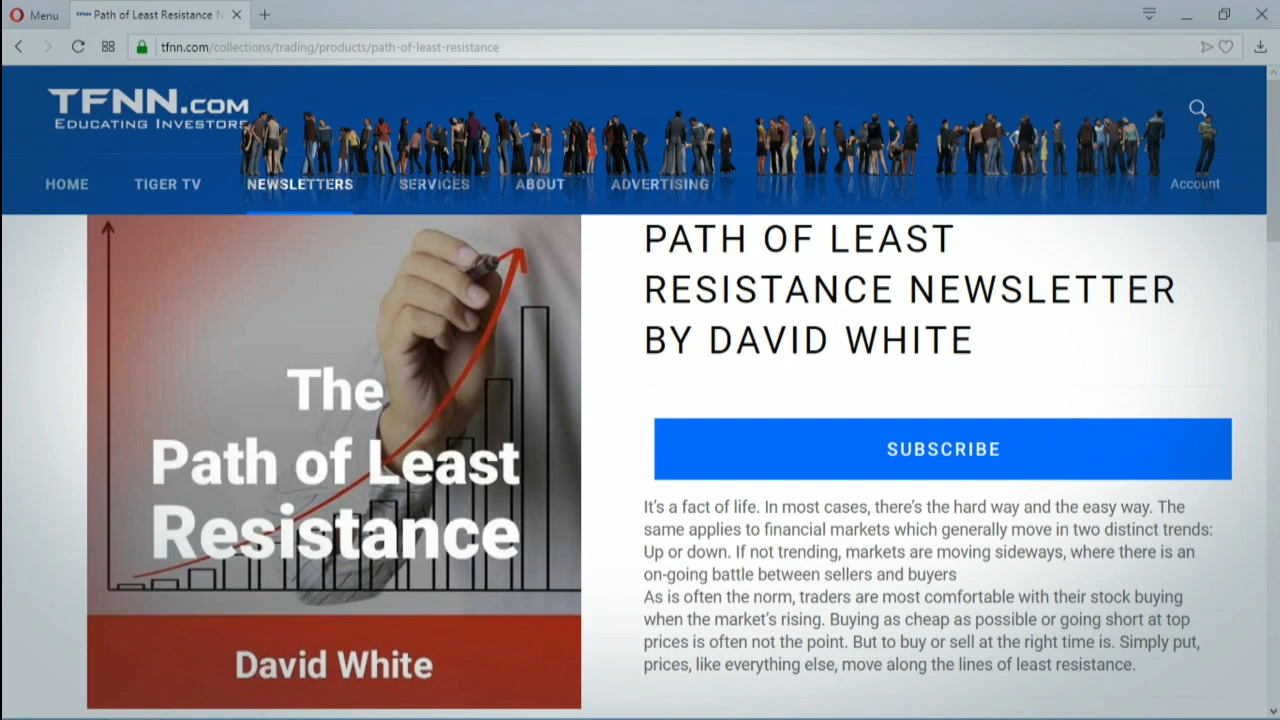 Menu
Path of Least Resistance N
tfnn.com/collections/trading/products/path-of-least-resistance
TFNN.COM
EDUCATING INVESTORS
HOME TIGER TV NEWSLETTERS SERVICES ABOUT ADVERTISING Account
The
Path of Least
Resistance
David White
PATH OF LEAST
RESISTANCE NEWSLETTER
BY DAVID WHITE
SUBSCRIBE
It's a fact of life. In most cases, there's the hard way and the easy way. The
same applies to financial markets which generally move in two distinct trends:
Up or down. If not trending, markets are moving sideways, where there is an
on-going battle between sellers and buyers
As is often the norm, traders are most comfortable with their stock buying
when the market's rising. Buying as cheap as possible or going short at top
prices is often not the point. But to buy or sell at the right time is. Simply put,
prices, like everything else, move along the lines of least resistance.